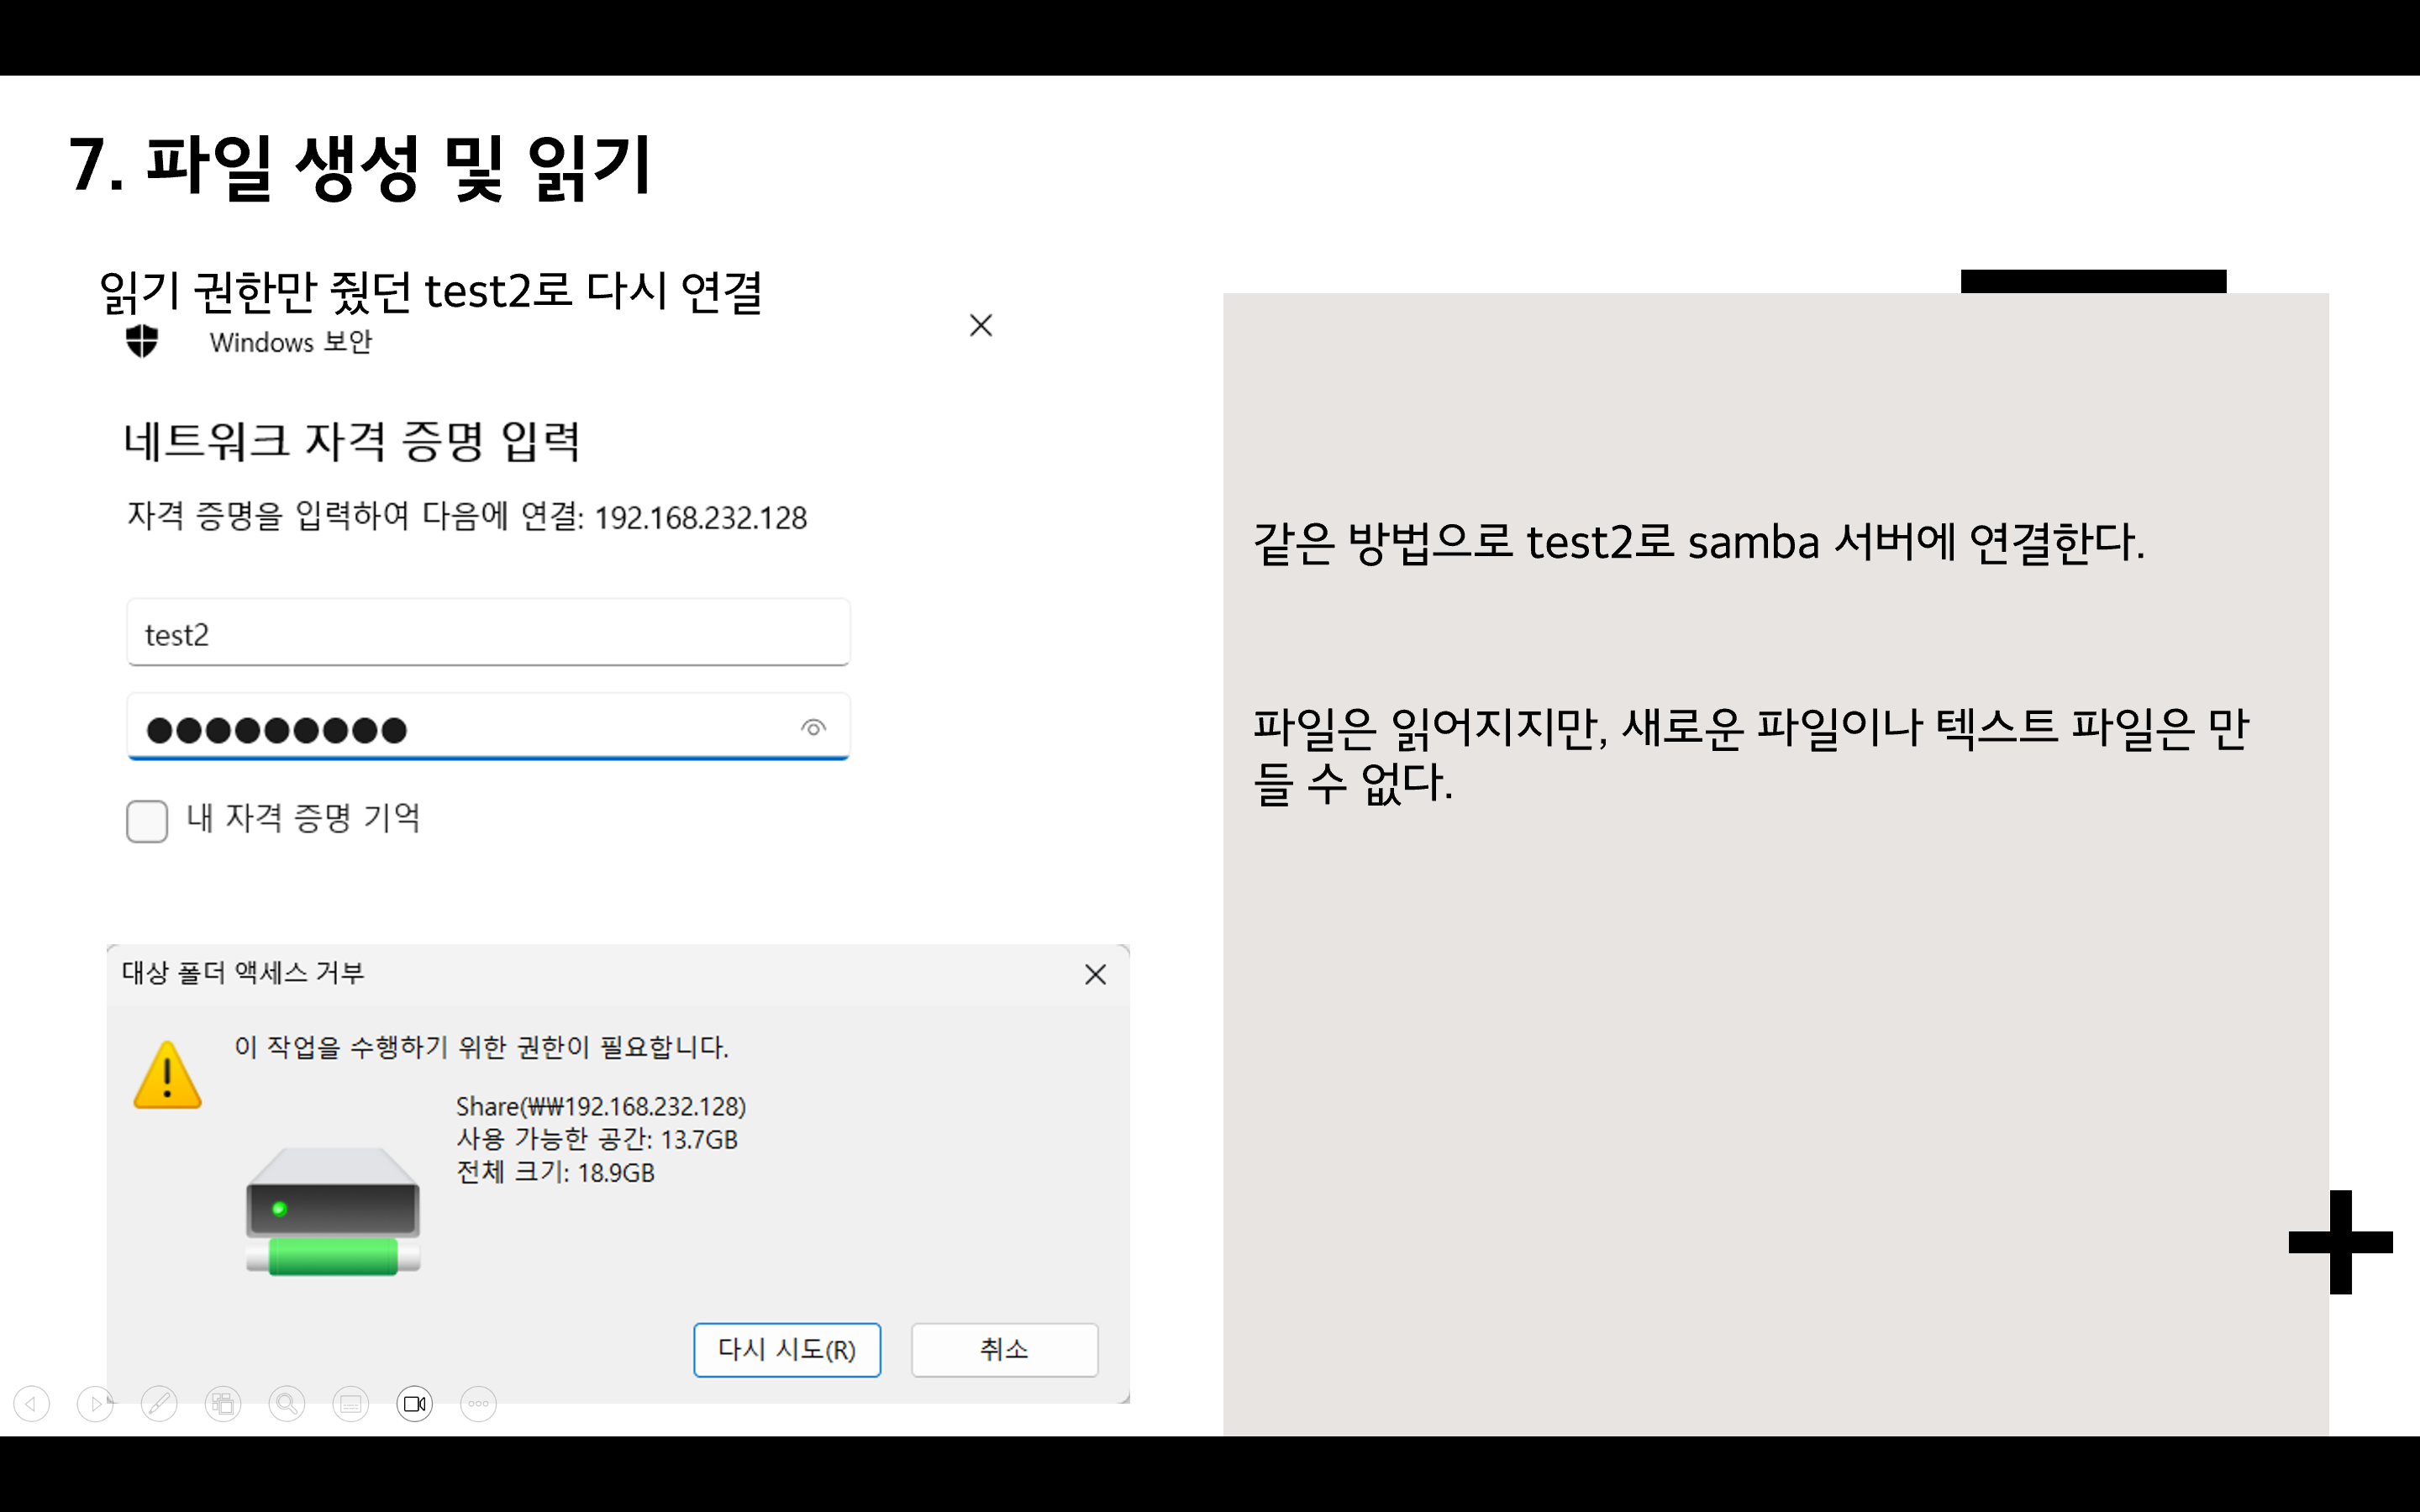 7. 파일 생성 및 읽기
읽기 권한만 줬던 test2로 다시 연결
Windows 보안
네트워크 자격 증명 입력
자격 증명을 입력하여 다음에 연결: 192.168.232.128
test2
내 자격 증명 기억
대상 폴더 액세스 거부
이 작업을 수행하기 위한 권한이 필요합니다.
Share(₩₩192.168.232.128)
사용 가능한 공간: 13.7GB
전체 크기: 18.9GB
다시 시도(R)
취소
같은 방법으로 test2로 samba 서버에 연결한다.
파일은 읽어지지만, 새로운 파일이나 텍스트 파일은 만
들 수 없다.